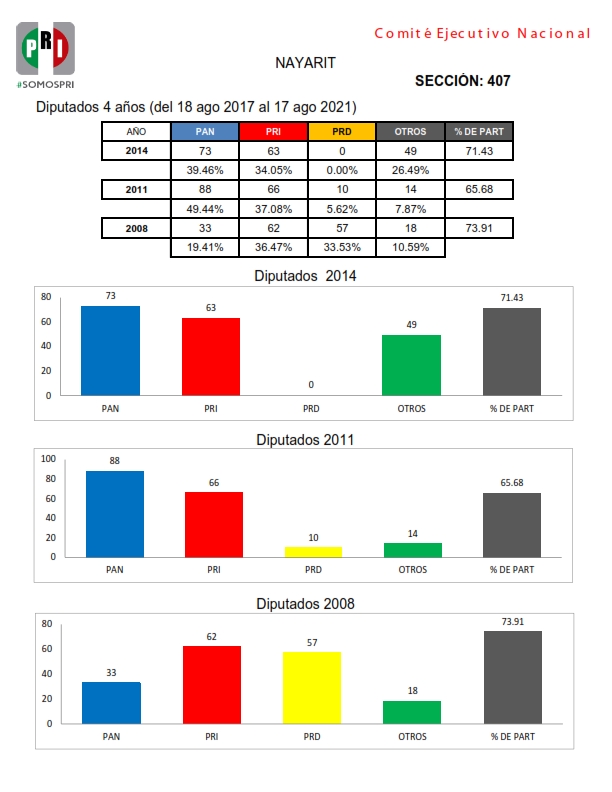 Comité Ejecutivo Nacional
PRI
#SOMOSPRI
NAYARIT
SECCIÓN: 407
Diputados 4 años (del 18 ago 2017 al 17 ago 2021)
AÑO PAN PRI PRD OTROS % DE PART
2014 73 63 0 49 71.43
39.46% 34.05% 0.00% 26.49%
2011 88 66 10 14 65.68
49.44% 37.08% 5.62% 7.87%
2008 33 62 57 18 73.91
19.41% 36.47% 33.53% 10.59%
Diputados 2014
80
60
40
20
0
73 63 0 49 71.43
PAN PRI PRD OTROS % DE PART
Diputados 2011
100
80
60
40
20
0
88 66 10 14 65.68
PAN PRI PRD OTROS % DE PART
Diputados 2008
80
60
40
20
0
33 62 57 18 73.91
PAN PRI PRD OTROS % DE PART